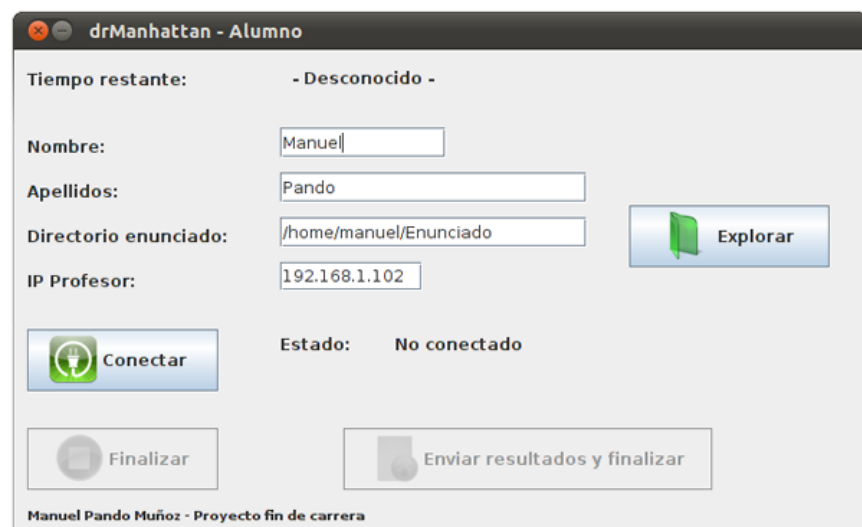 drManhattan - Alumno
Tiempo restante: - Desconocido -
Nombre: Manuel
Apellidos: Pando
Directorio enunciado: /home/manuel/Enunciado Explorar
IP Profesor: 192.168.1.102
Conectar Estado: No conectado
Finalizar Enviar resultados y finalizar
Manuel Pando Muñoz - Proyecto fin de carrera